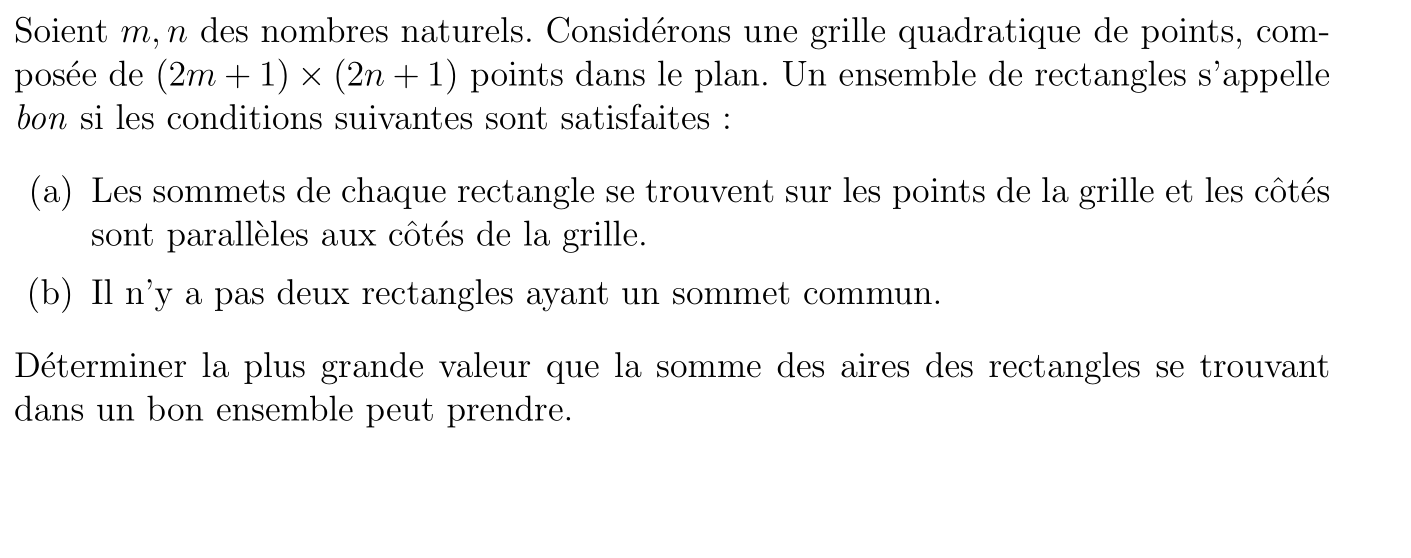 Soient m, n des nombres naturels. Considérons une grille quadratique de points, com-
posée de (2m + 1) × (2n + 1) points dans le plan. Un ensemble de rectangles s'appelle
bon si les conditions suivantes sont satisfaites :
(a) Les sommets de chaque rectangle se trouvent sur les points de la grille et les côtés
sont parallèles aux côtés de la grille.
(b) Il n'y a pas deux rectangles ayant un sommet commun.
Déterminer la plus grande valeur que la somme des aires des rectangles se trouvant
dans un bon ensemble peut prendre.